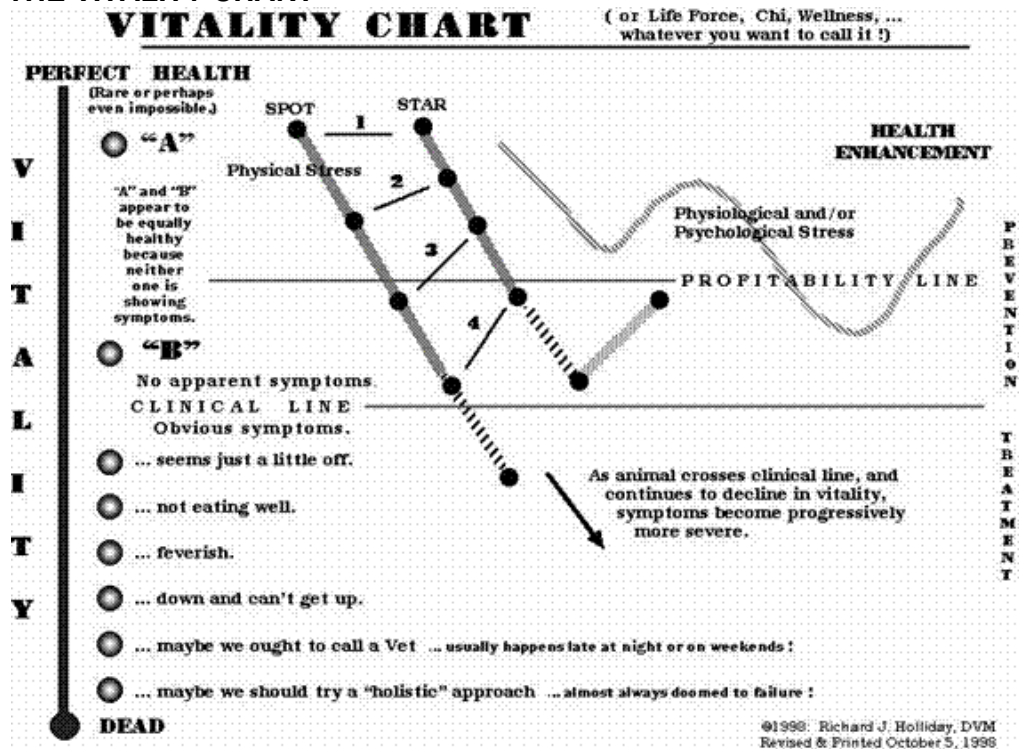 VITALITY CHART
( or Life Force, Chi, Wellness, ...
whatever you want to call it !)
PERFECT HEALTH
(Rare or perhaps
even impossible.)
SPOT
STAR
1
"A"
HEALTH
ENHANCEMENT
Physical Stress
2
"A" and "B"
appear to
be equally
healthy
because
neither
one is
showing
symptoms.
Physiological and/or
Psychological Stress
3
PROFITABILITY LINE
4
"B"
No apparent symptoms.
CLINICAL LINE
Obvious symptoms.
... seems just a little off.
As animal crosses clinical line, and
continues to decline in vitality,
symptoms become progressively
more severe.
... not eating well.
... feverish.
... down and can't get up.
... maybe we ought to call a Vet ... usually happens late at night or on weekends !
... maybe we should try a "holistic" approach ... almost always doomed to failure !
DEAD
VITALITY
PREVENTION
TREATMENT
©1998: Richard J. Holliday, DVM
Revised & Printed October 5, 1998